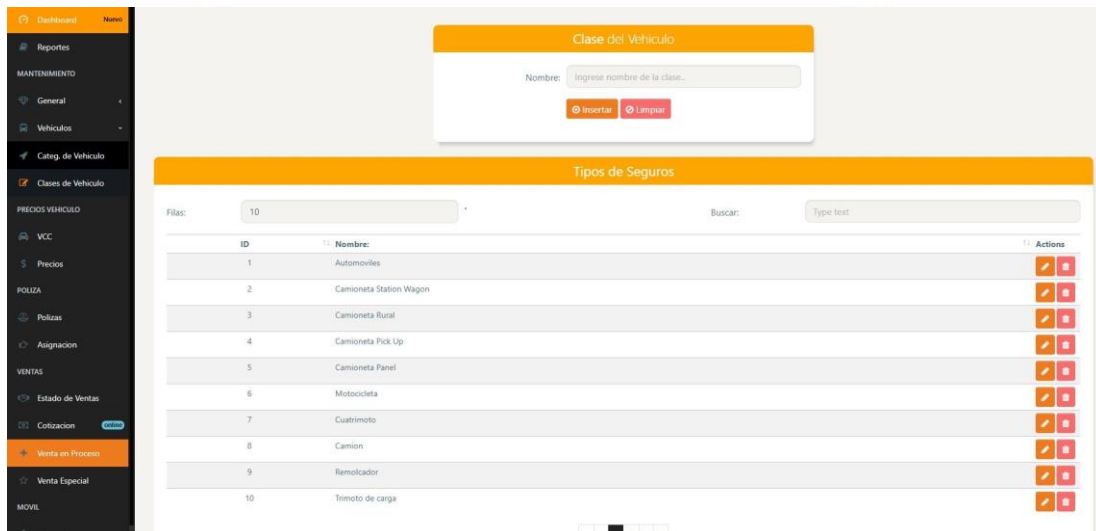 Dashboard Nuevo
Reportes
MANTENIMIENTO
General
Vehiculos
Categ. de Vehiculo
Clases de Vehiculo
PRECIOS VEHICULO
VCC
Precios
POLIZA
Polizas
Asignacion
VENTAS
Estado de Ventas
Cotizacion online
Venta en Proceso
Venta Especial
MOVIL
Clase del Vehiculo
Nombre: Ingrese nombre de la clase..
Insertar Limpiar
Tipos de Seguros
Filas: 10 Buscar: Type text
ID Nombre: Actions
1 Automoviles
2 Camioneta Station Wagon
3 Camioneta Rural
4 Camioneta Pick Up
5 Camioneta Panel
6 Motocicleta
7 Cuatrimoto
8 Camion
9 Remolcador
10 Trimoto de carga